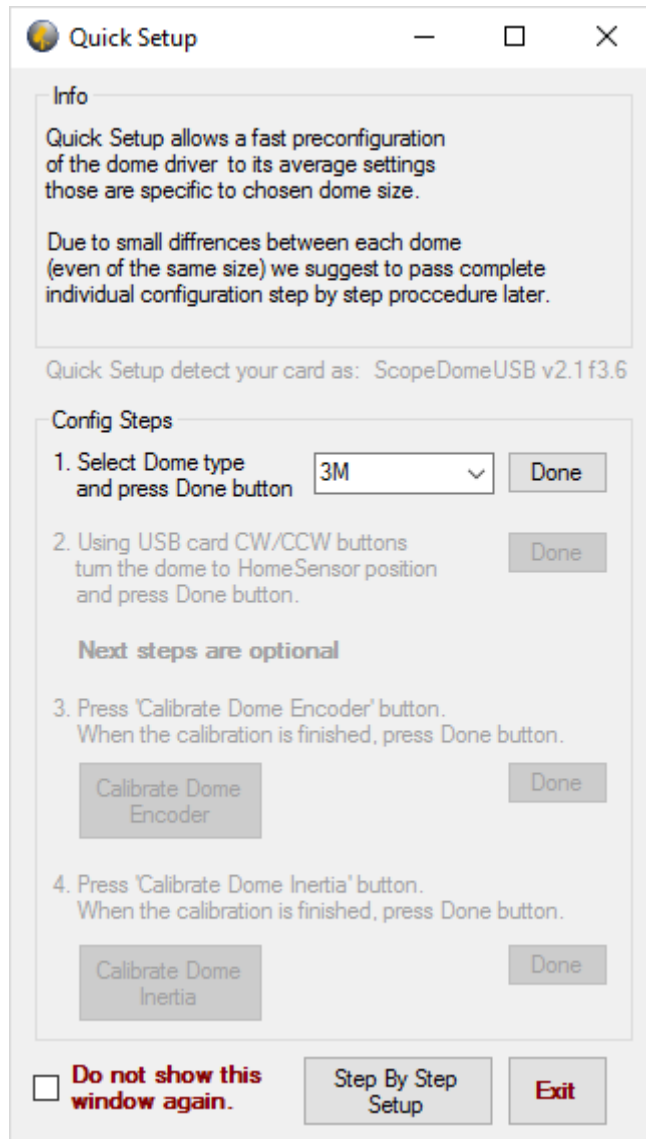 Quick Setup
Info
Quick Setup allows a fast preconfiguration
of the dome driver to its average settings
those are specific to chosen dome size.
Due to small diffrences between each dome
(even of the same size) we suggest to pass complete
individual configuration step by step proccedure later.
Quick Setup detect your card as: ScopeDomeUSB v2.1 f3.6
Config Steps
1. Select Dome type
and press Done button
3M
Done
2. Using USB card CW/CCW buttons
turn the dome to HomeSensor position
and press Done button.
Done
Next steps are optional
3. Press 'Calibrate Dome Encoder' button.
When the calibration is finished, press Done button.
Calibrate Dome
Encoder
Done
4. Press 'Calibrate Dome Inertia' button.
When the calibration is finished, press Done button.
Calibrate Dome
Inertia
Done
Do not show this
window again.
Step By Step
Setup
Exit